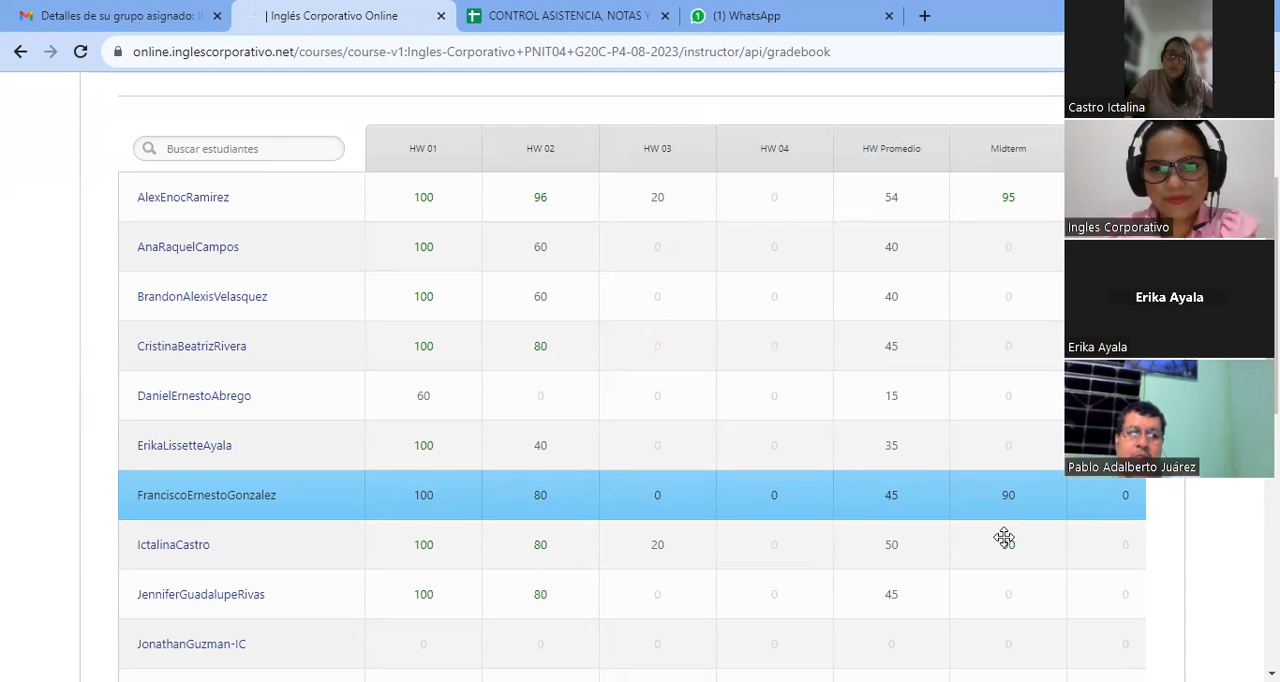 Detalles de su grupo asignado: I
| Inglés Corporativo Online
CONTROL ASISTENCIA, NOTAS Y
(1) WhatsApp
online.inglescorporativo.net/courses/course-v1:Ingles-Corporativo+PNIT04+G20C-P4-08-2023/instructor/api/gradebook
Buscar estudiantes HW 01 HW 02 HW 03 HW 04 HW Promedio Midterm
AlexEnocRamirez 100 96 20 0 54 95
AnaRaquelCampos 100 60 0 0 40 0
BrandonAlexisVelasquez 100 60 0 0 40 0
CristinaBeatrizRivera 100 80 0 0 45 0
DanielErnestoAbrego 60 0 0 0 15 0
ErikaLissetteAyala 100 40 0 0 35 0
FranciscoErnestoGonzalez 100 80 0 0 45 90 0
IctalinaCastro 100 80 20 0 50 0
JenniferGuadalupeRivas 100 80 0 0 45 0 0
JonathanGuzman-IC 0 0 0 0 0 0 0
Castro Ictalina
Ingles Corporativo
Erika Ayala
Erika Ayala
Pablo Adalberto Juárez